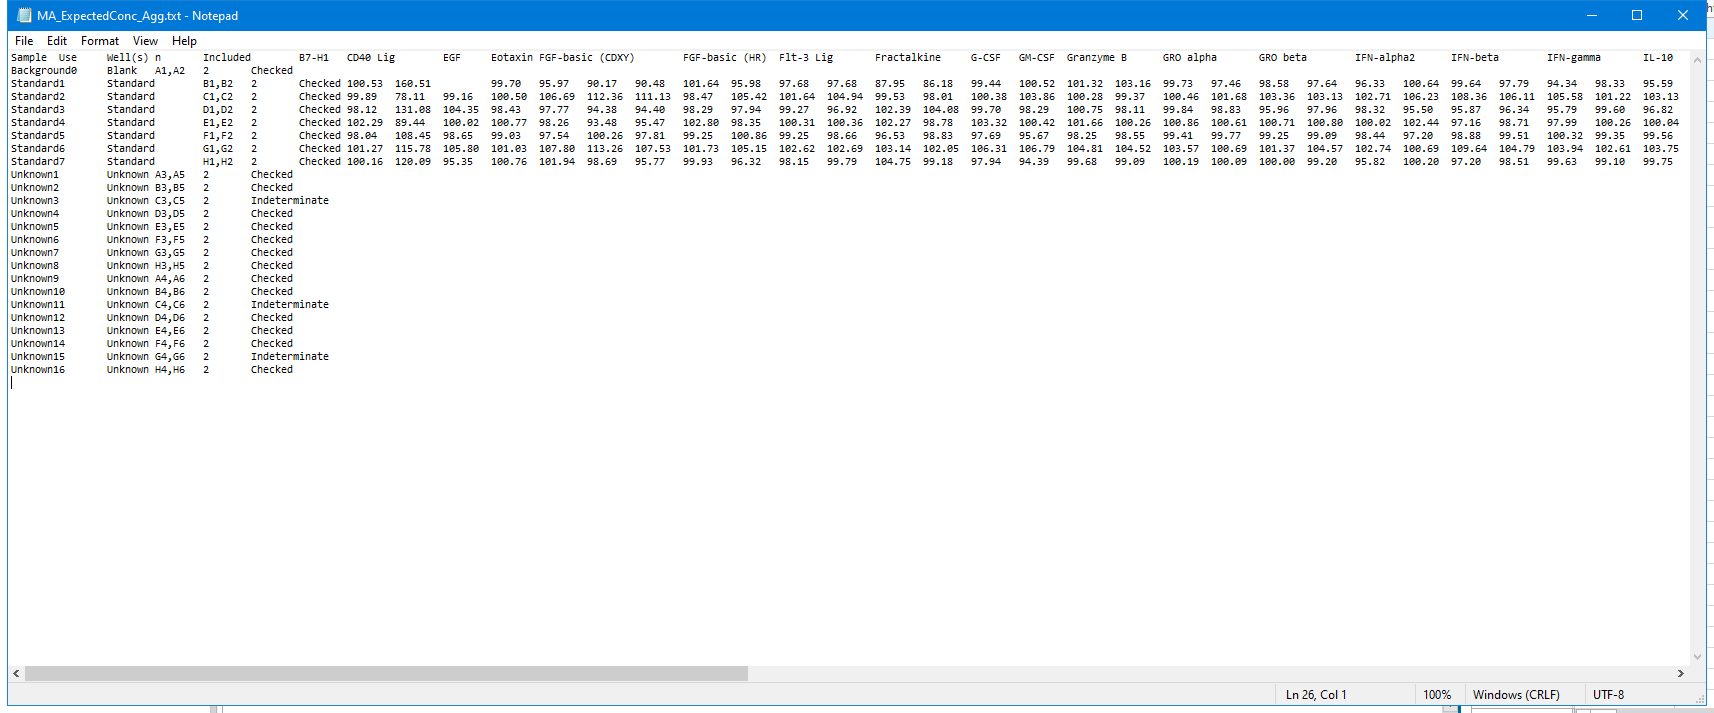 MA_ExpectedConc_Agg.txt - Notepad
File Edit Format View Help
Sample Use Well(s) n Included B7-H1 CD40 Lig EGF Eotaxin FGF-basic (CDXY) FGF-basic (HR) Flt-3 Lig Fractalkine G-CSF GM-CSF Granzyme B GRO alpha GRO beta IFN-alpha2 IFN-beta IFN-gamma IL-10
Background0 Blank A1,A2 2 Checked
Standard1 Standard B1,B2 2 Checked 100.53 160.51 99.70 95.97 90.17 90.48 101.64 95.98 97.68 97.68 87.95 86.18 99.44 100.52 101.32 103.16 99.73 97.46 98.58 97.64 96.33 100.64 99.64 97.79 94.34 98.33 95.59
Standard2 Standard C1,C2 2 Checked 99.89 78.11 99.16 100.50 106.69 112.36 111.13 98.47 105.42 101.64 104.94 99.53 98.01 100.38 103.86 100.28 99.37 100.46 101.68 103.36 103.13 102.71 106.23 108.36 106.11 105.58 101.22 103.13
Standard3 Standard D1,D2 2 Checked 98.12 131.08 104.35 98.43 97.77 94.38 94.40 98.29 97.94 99.27 96.92 102.39 104.08 99.70 98.29 100.75 98.11 99.84 98.83 95.96 97.96 98.32 95.50 95.87 96.34 95.79 99.60 96.82
Standard4 Standard E1,E2 2 Checked 102.29 89.44 100.02 100.77 98.26 93.48 95.47 102.80 98.35 100.31 100.36 102.27 98.78 103.32 100.42 101.66 100.26 100.86 100.61 100.71 100.80 100.02 102.44 97.16 98.71 97.99 100.26 100.04
Standard5 Standard F1,F2 2 Checked 98.04 108.45 98.65 99.03 97.54 100.26 97.81 99.25 100.86 99.25 98.66 96.53 98.83 97.69 95.67 98.25 98.55 99.41 99.77 99.25 99.09 98.44 97.20 98.88 99.51 100.32 99.35 99.56
Standard6 Standard G1,G2 2 Checked 101.27 115.78 105.80 101.03 107.80 113.26 107.53 101.73 105.15 102.62 102.69 103.14 102.05 106.31 106.79 104.81 104.52 103.57 100.69 101.37 104.57 102.74 100.69 109.64 104.79 103.94 102.61 103.75
Standard7 Standard H1,H2 2 Checked 100.16 120.09 95.35 100.76 101.94 98.69 95.77 99.93 96.32 98.15 99.79 104.75 99.18 97.94 94.39 99.68 99.09 100.19 100.09 100.00 99.20 95.82 100.20 97.20 98.51 99.63 99.10 99.75
Unknown1 Unknown A3,A5 2 Checked
Unknown2 Unknown B3,B5 2 Checked
Unknown3 Unknown C3,C5 2 Indeterminate
Unknown4 Unknown D3,D5 2 Checked
Unknown5 Unknown E3,E5 2 Checked
Unknown6 Unknown F3,F5 2 Checked
Unknown7 Unknown G3,G5 2 Checked
Unknown8 Unknown H3,H5 2 Checked
Unknown9 Unknown A4,A6 2 Checked
Unknown10 Unknown B4,B6 2 Checked
Unknown11 Unknown C4,C6 2 Indeterminate
Unknown12 Unknown D4,D6 2 Checked
Unknown13 Unknown E4,E6 2 Checked
Unknown14 Unknown F4,F6 2 Checked
Unknown15 Unknown G4,G6 2 Indeterminate
Unknown16 Unknown H4,H6 2 Checked
Ln 26, Col 1 100% Windows (CRLF) UTF-8